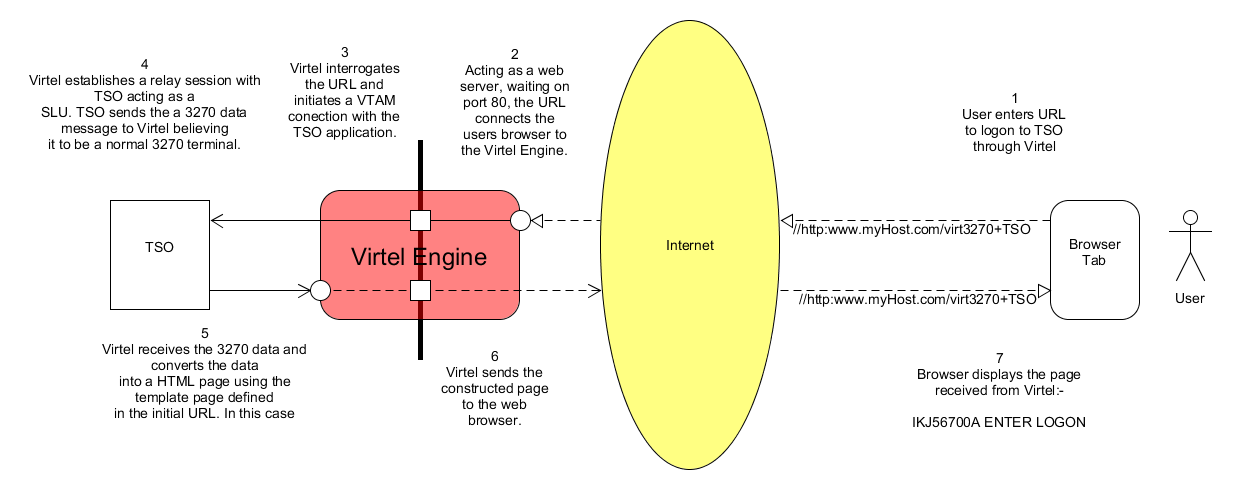 1
User enters URL
to logon to TSO
through Virtel
2
Acting as a web
server, waiting on
port 80, the URL
connects the
users browser to
the Virtel Engine.
3
Virtel interrogates
the URL and
initiates a VTAM
conection with the
TSO application.
4
Virtel establishes a relay session with
TSO acting as a
SLU. TSO sends the a 3270 data
message to Virtel believing
it to be a normal 3270 terminal.
TSO
Virtel Engine
Internet
//http:www.myHost.com/virt3270+TSO
//http:www.myHost.com/virt3270+TSO
Browser
Tab
User
5
Virtel receives the 3270 data and
converts the data
into a HTML page using the
template page defined
in the initial URL. In this case
6
Virtel sends the
constructed page
to the web
browser.
7
Browser displays the page
received from Virtel:-
IKJ56700A ENTER LOGON